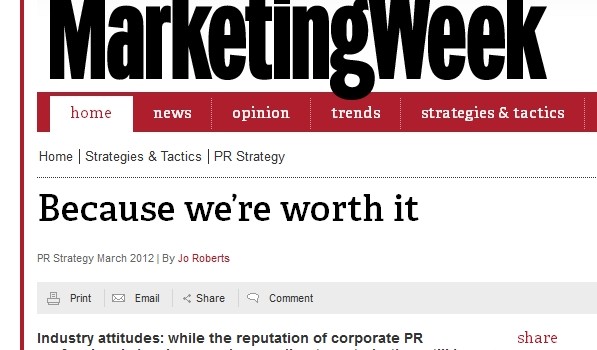 MarketingWeek
home news opinion trends strategies & tactics
Home | Strategies & Tactics | PR Strategy
Because we're worth it
PR Strategy March 2012 | By Jo Roberts
Print Email Share Comment
Industry attitudes: while the reputation of corporate PR
share